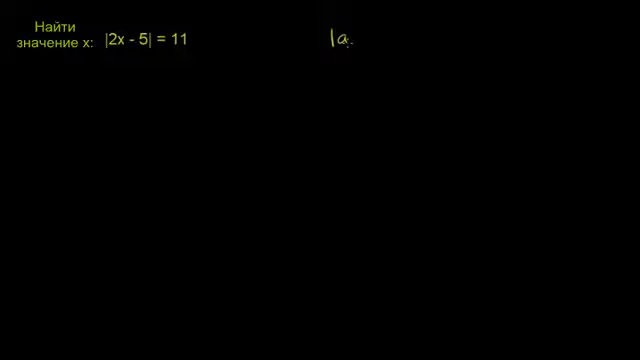 Найти
значение x: |2x - 5| = 11
|a.